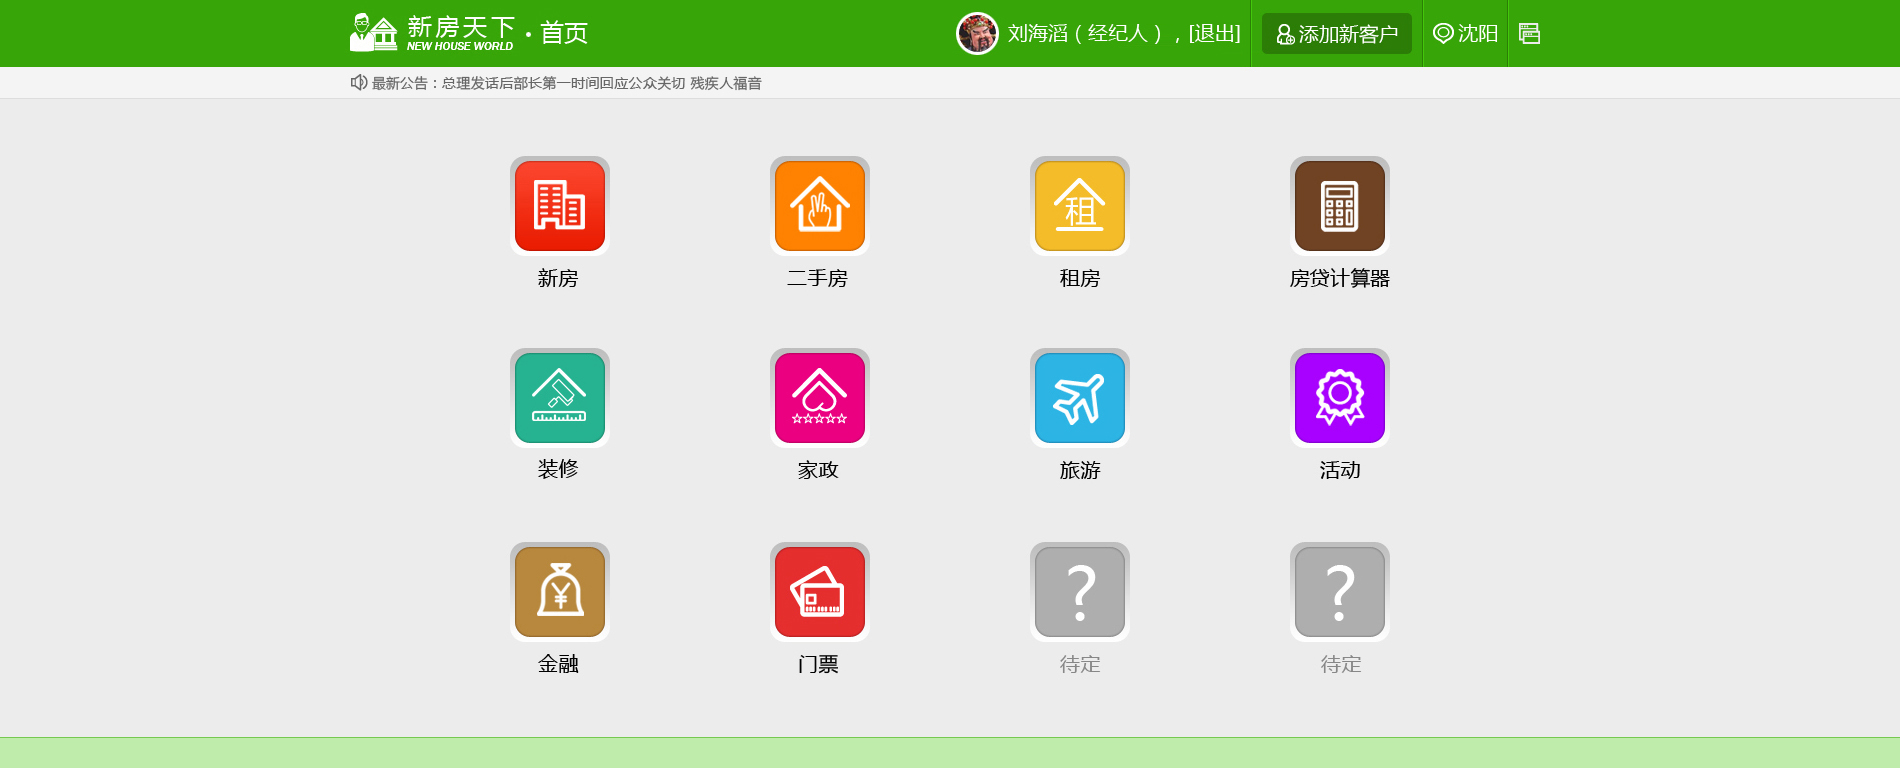 新房天下 · 首页
NEW HOUSE WORLD
刘海滔（经纪人），[退出]
添加新客户
沈阳
最新公告：总理发话后部长第一时间回应公众关切 残疾人福音
租
新房
二手房
租房
房贷计算器
装修
家政
旅游
活动
¥
? ?
金融
门票
待定
待定